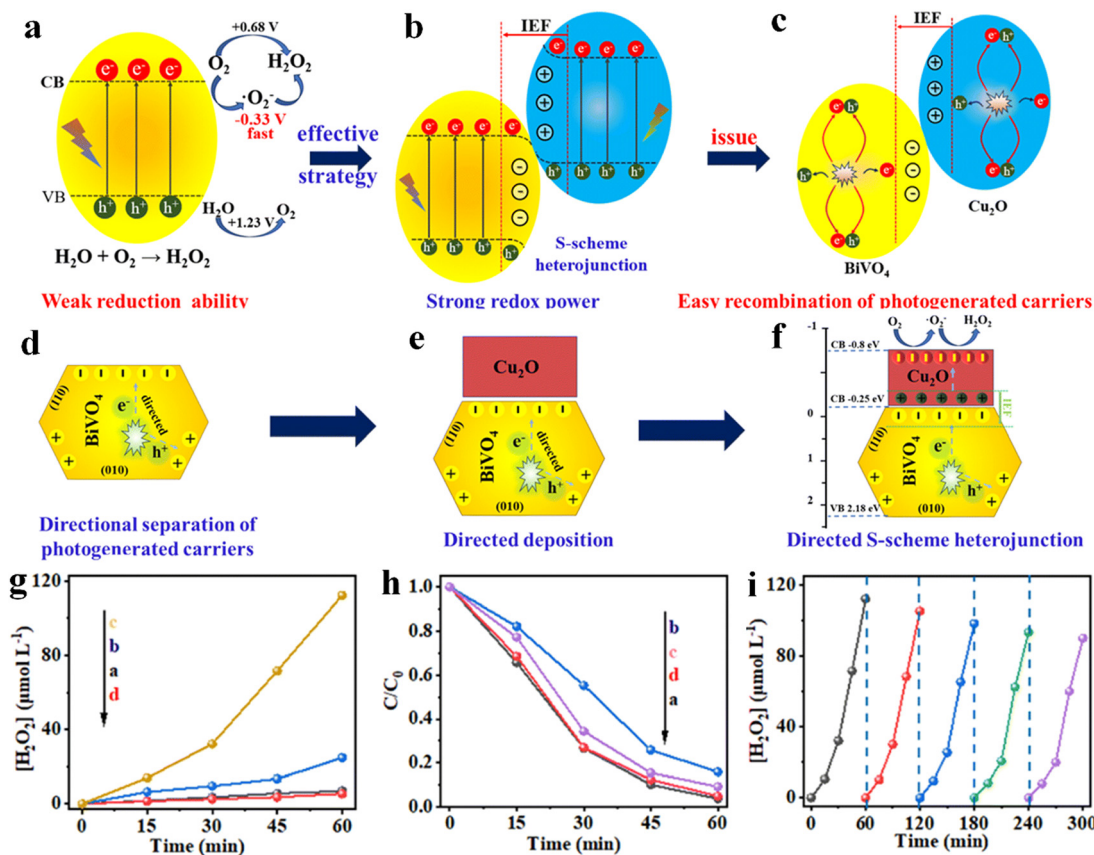 a
+0.68 V
O₂
H₂O₂
CB
e⁻ e⁻ e⁻
·O₂⁻
-0.33 V
fast
VB
h⁺ h⁺ h⁺
H₂O
+1.23 V
O₂
H₂O + O₂ → H₂O₂
Weak reduction ability
effective
strategy
b
IEF
e⁻ e⁻ e⁻ e⁻
+
+
+
h⁺ h⁺ h⁺ h⁺
e⁻ e⁻ e⁻ e⁻
-
-
-
h⁺ h⁺ h⁺ h⁺
S-scheme
heterojunction
Strong redox power
issue
c
IEF
e⁻ h⁺
+
+
+
h⁺
e⁻
e⁻ h⁺
Cu₂O
e⁻ h⁺
h⁺
e⁻
-
-
-
e⁻ h⁺
BiVO₄
Easy recombination of photogenerated carriers
d
(110)
BiVO₄
e⁻
directed
h⁺
(010)
Directional separation of
photogenerated carriers
e
Cu₂O
(110)
BiVO₄
e⁻
directed
h⁺
(010)
Directed deposition
f
O₂
·O₂⁻
H₂O₂
-1
0
1
2
CB -0.8 eV
Cu₂O
CB -0.25 eV
IEF
(110)
BiVO₄
e⁻
directed
h⁺
VB 2.18 eV
(010)
Directed S-scheme heterojunction
g
[H₂O₂] (μmol L⁻¹)
120
80
40
0
c
b
a
d
0 15 30 45 60
Time (min)
h
C/C₀
1.0
0.8
0.6
0.4
0.2
0.0
b
c
d
a
0 15 30 45 60
Time (min)
i
[H₂O₂] (μmol L⁻¹)
120
80
40
0
0 60 120 180 240 300
Time (min)